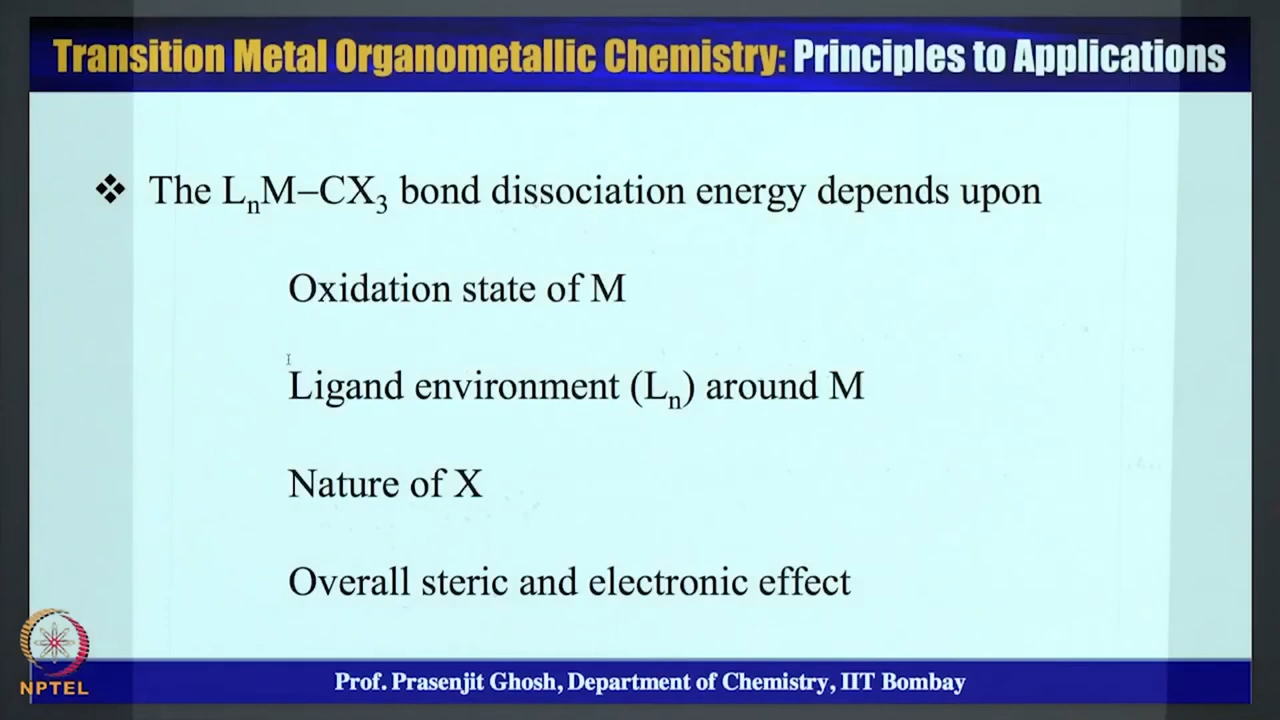 Transition Metal Organometallic Chemistry: Principles to Applications
❖ The LₙM–CX₃ bond dissociation energy depends upon
Oxidation state of M
Ligand environment (Lₙ) around M
Nature of X
Overall steric and electronic effect
NPTEL
Prof. Prasenjit Ghosh, Department of Chemistry, IIT Bombay